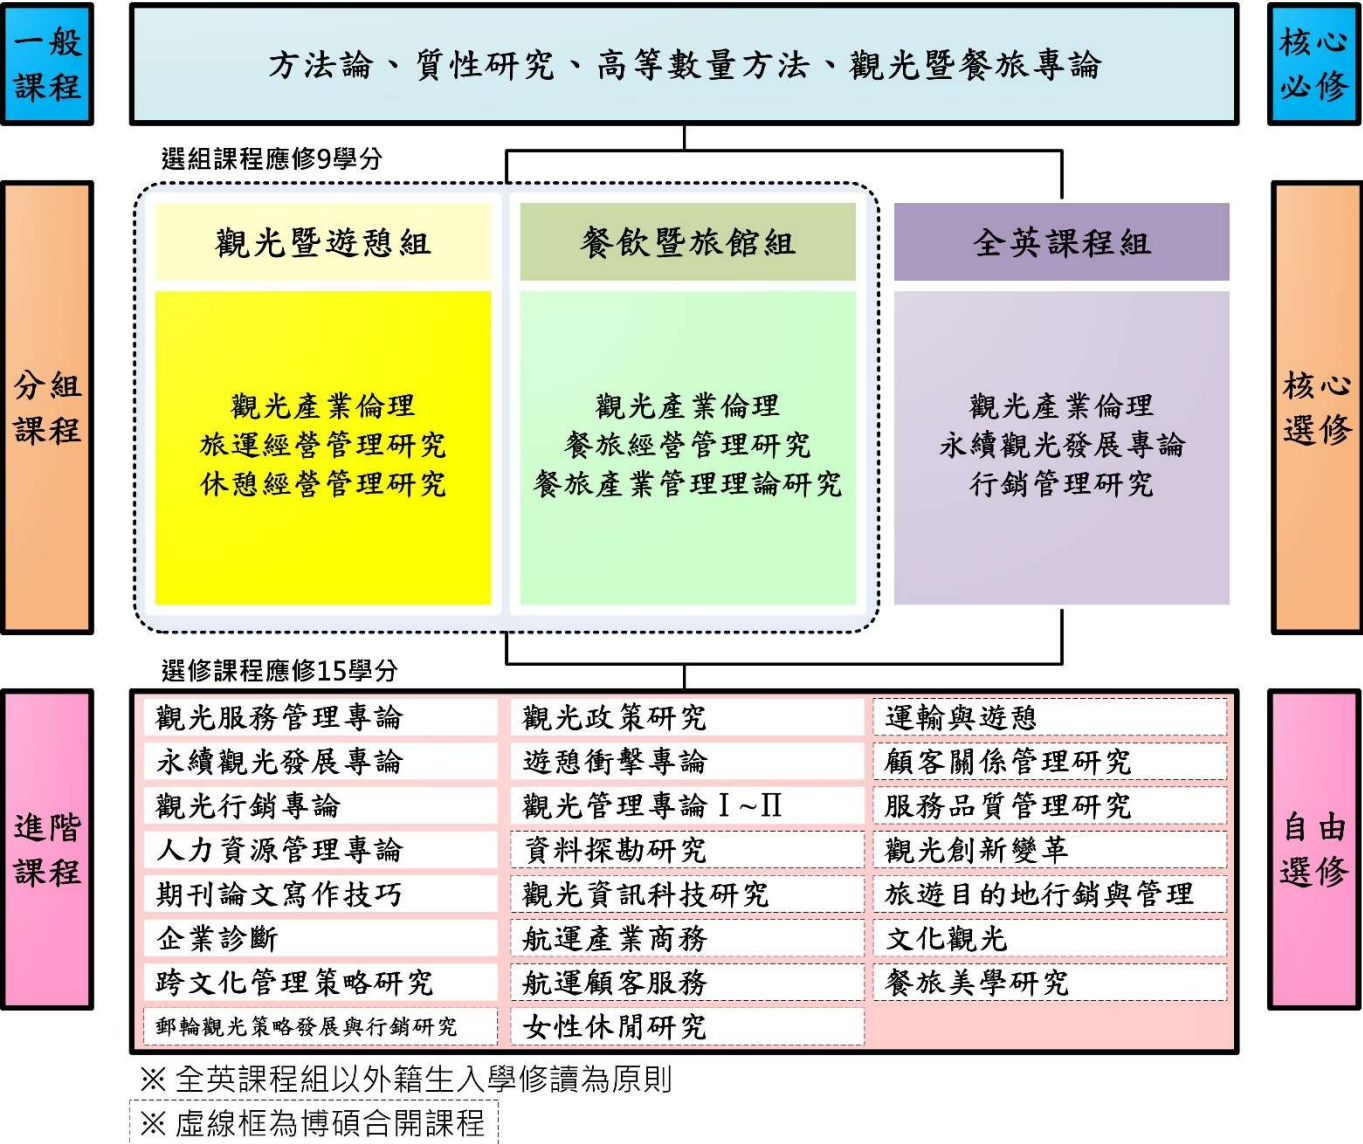 一般
課程
方法論、質性研究、高等數量方法、觀光暨餐旅專論
核心
必修
選組課程應修9學分
分組
課程
觀光暨遊憩組
觀光產業倫理
旅運經營管理研究
休憩經營管理研究
餐飲暨旅館組
觀光產業倫理
餐旅經營管理研究
餐旅產業管理理論研究
全英課程組
觀光產業倫理
永續觀光發展專論
行銷管理研究
核心
選修
選修課程應修15學分
進階
課程
觀光服務管理專論
永續觀光發展專論
觀光行銷專論
人力資源管理專論
期刊論文寫作技巧
企業診斷
跨文化管理策略研究
郵輪觀光策略發展與行銷研究
觀光政策研究
遊憩衝擊專論
觀光管理專論Ⅰ~Ⅱ
資料探勘研究
觀光資訊科技研究
航運產業商務
航運顧客服務
女性休閒研究
運輸與遊憩
顧客關係管理研究
服務品質管理研究
觀光創新變革
旅遊目的地行銷與管理
文化觀光
餐旅美學研究
自由
選修
※ 全英課程組以外籍生入學修讀為原則
※ 虛線框為博碩合開課程